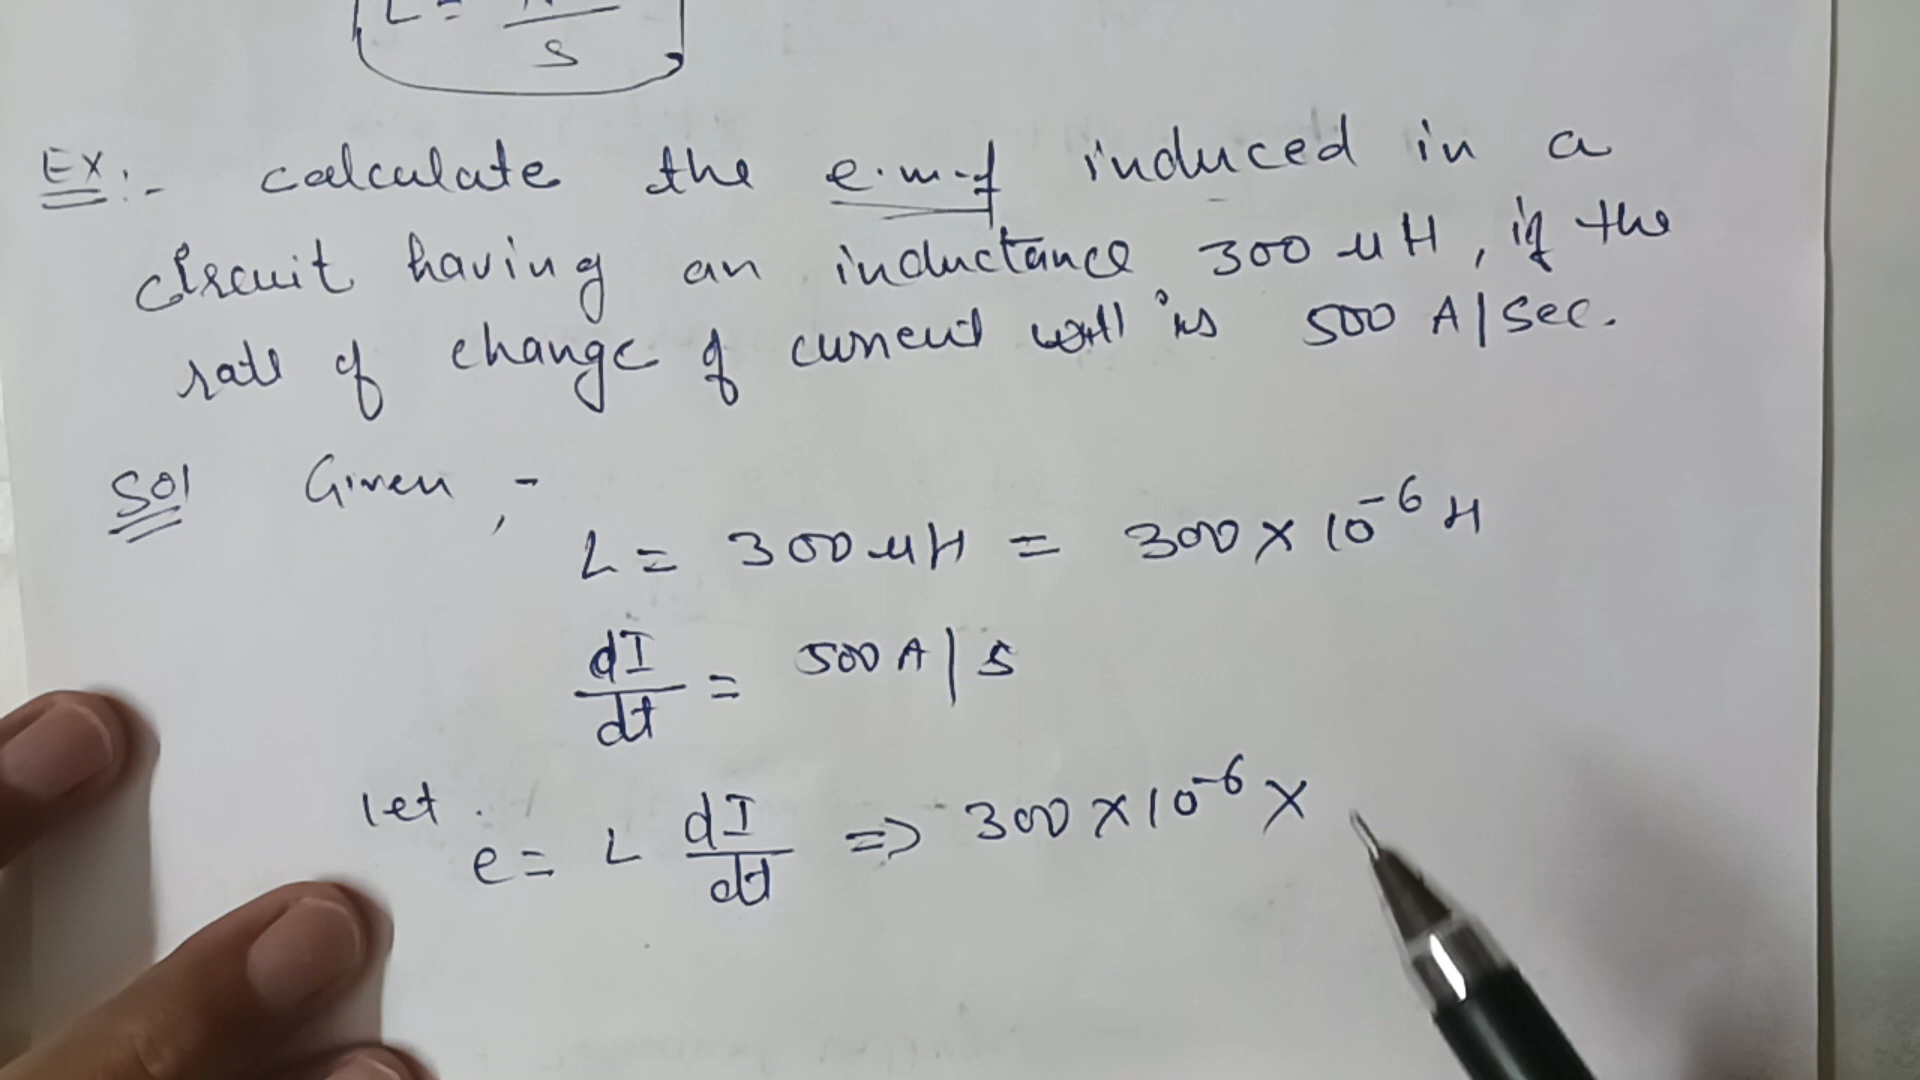 L =
S
Ex:- calculate the e.m.f induced in a
circuit having an inductance 300 μH, if the
rate of change of current will is 500 A/sec.
Sol Given,-
L = 300 μH = 300 × 10⁻⁶ H
dI/dt = 500 A/s
let
e = L dI/dt => 300 × 10⁻⁶ ×